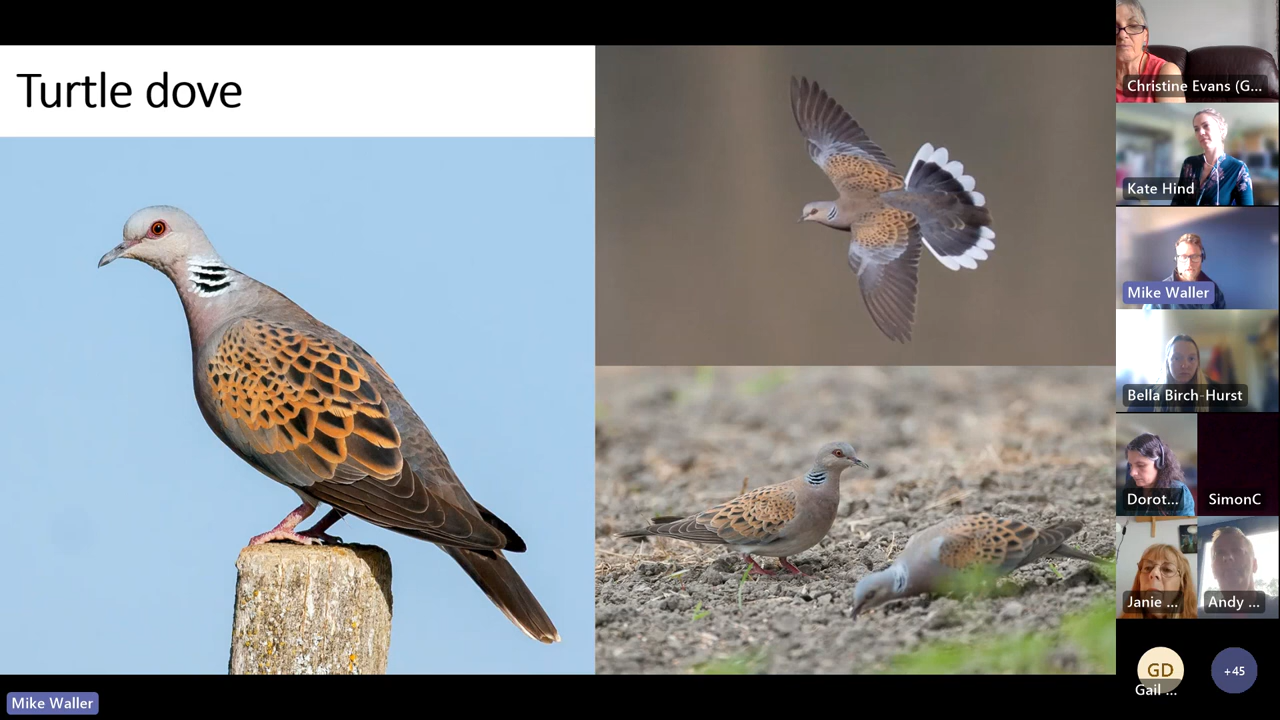 Turtle dove
Christine Evans (G...
Kate Hind
Mike Waller
Bella Birch-Hurst
Dorot...
SimonC
Janie ...
Andy ...
GD
Gail ...
+45
Mike Waller